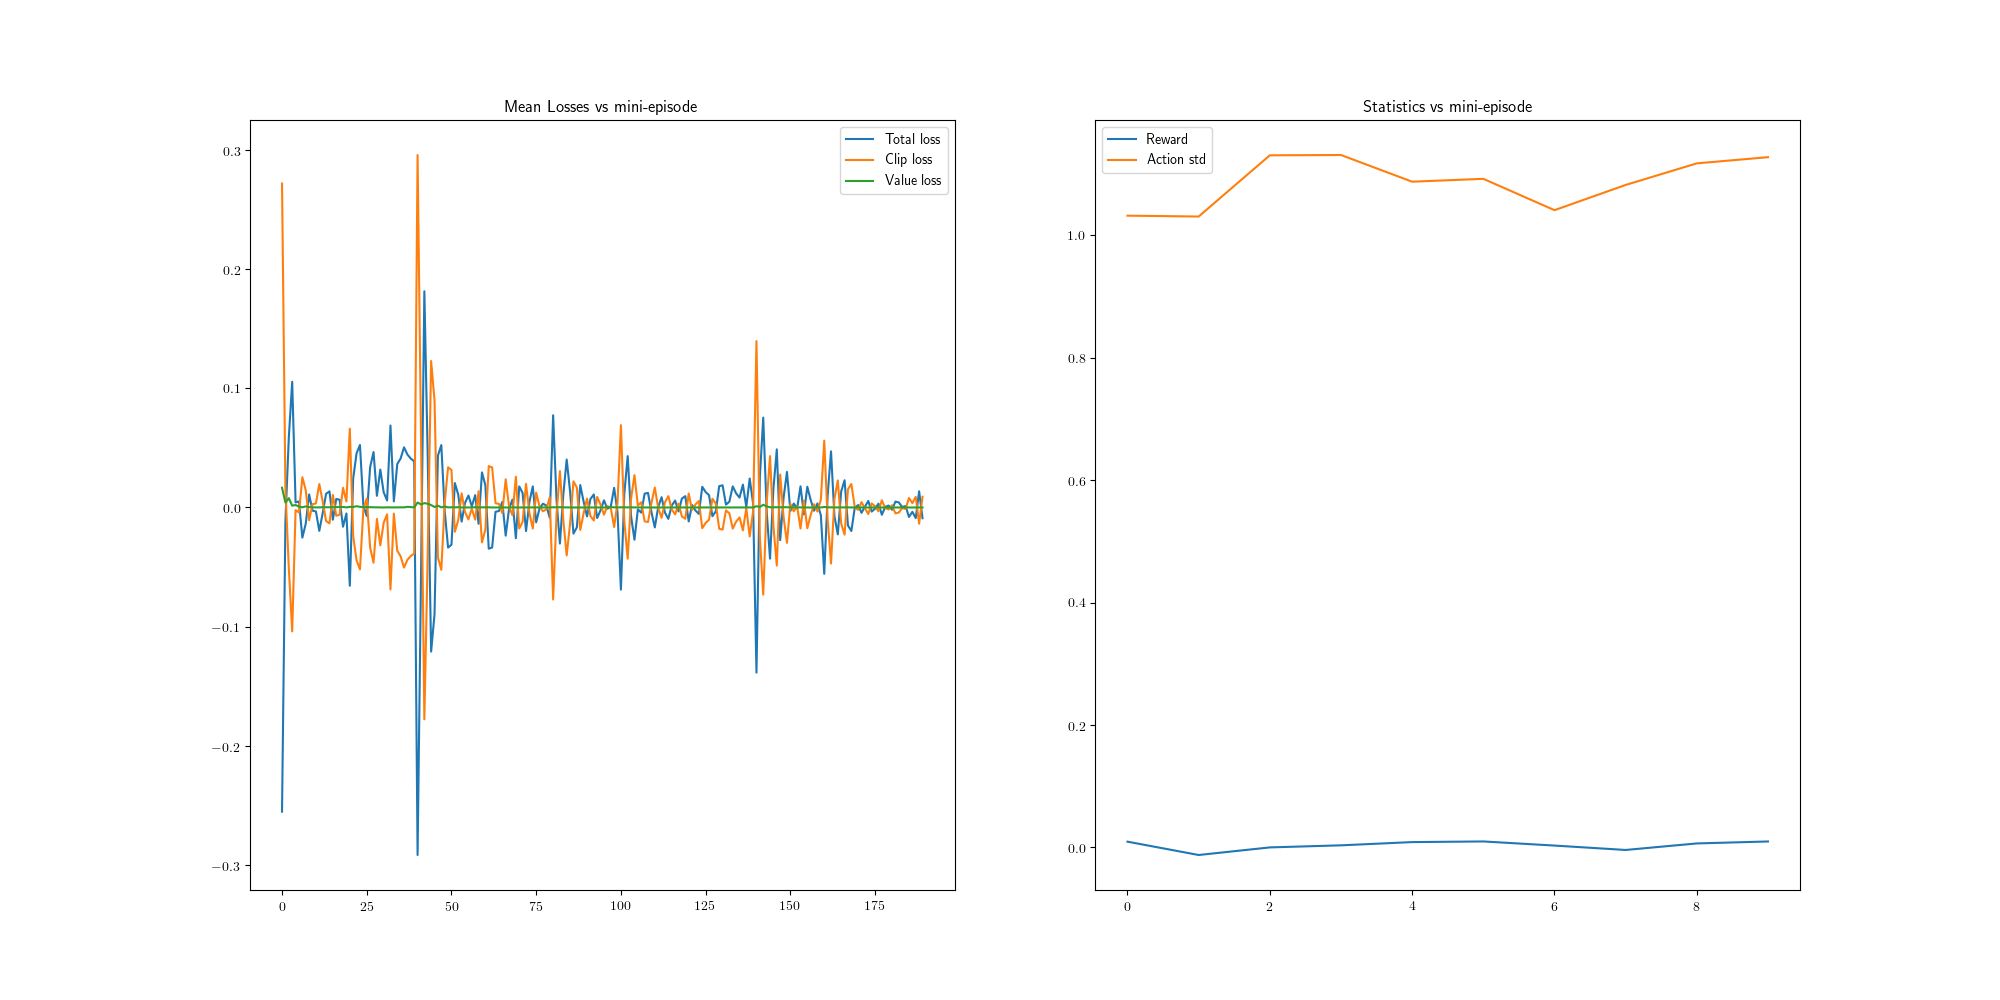 Mean Losses vs mini-episode
Total loss
Clip loss
Value loss
0.3
0.2
0.1
0.0
−0.1
−0.2
−0.3
0 25 50 75 100 125 150 175
Statistics vs mini-episode
Reward
Action std
1.0
0.8
0.6
0.4
0.2
0.0
0 2 4 6 8